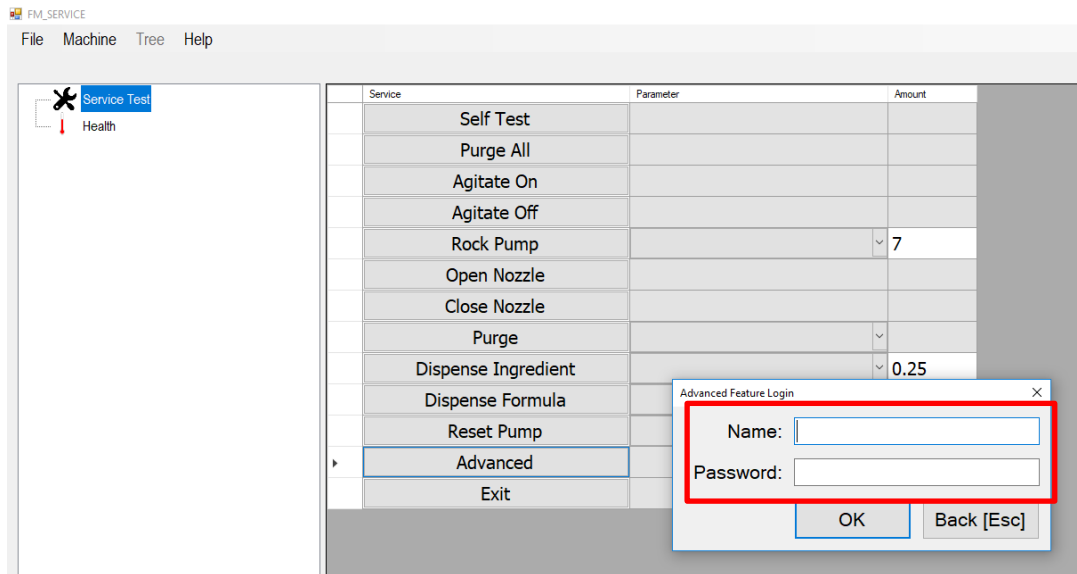 FM_SERVICE
File Machine Tree Help
Service Test
Health
Service Parameter Amount
Self Test
Purge All
Agitate On
Agitate Off
Rock Pump 7
Open Nozzle
Close Nozzle
Purge
Dispense Ingredient 0.25
Dispense Formula
Reset Pump
Advanced
Exit
Advanced Feature Login
Name:
Password:
OK Back [Esc]